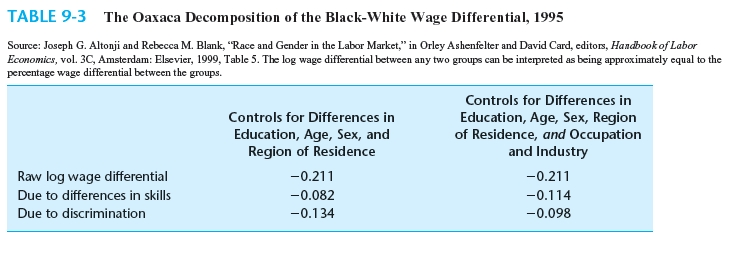 TABLE 9-3 The Oaxaca Decomposition of the Black-White Wage Differential, 1995
Source: Joseph G. Altonji and Rebecca M. Blank, “Race and Gender in the Labor Market,” in Orley Ashenfelter and David Card, editors, Handbook of Labor
Economics, vol. 3C, Amsterdam: Elsevier, 1999, Table 5. The log wage differential between any two groups can be interpreted as being approximately equal to the
percentage wage differential between the groups.
Controls for Differences in
Education, Age, Sex, and
Region of Residence
Controls for Differences in
Education, Age, Sex, Region
of Residence, and Occupation
and Industry
Raw log wage differential −0.211 −0.211
Due to differences in skills −0.082 −0.114
Due to discrimination −0.134 −0.098